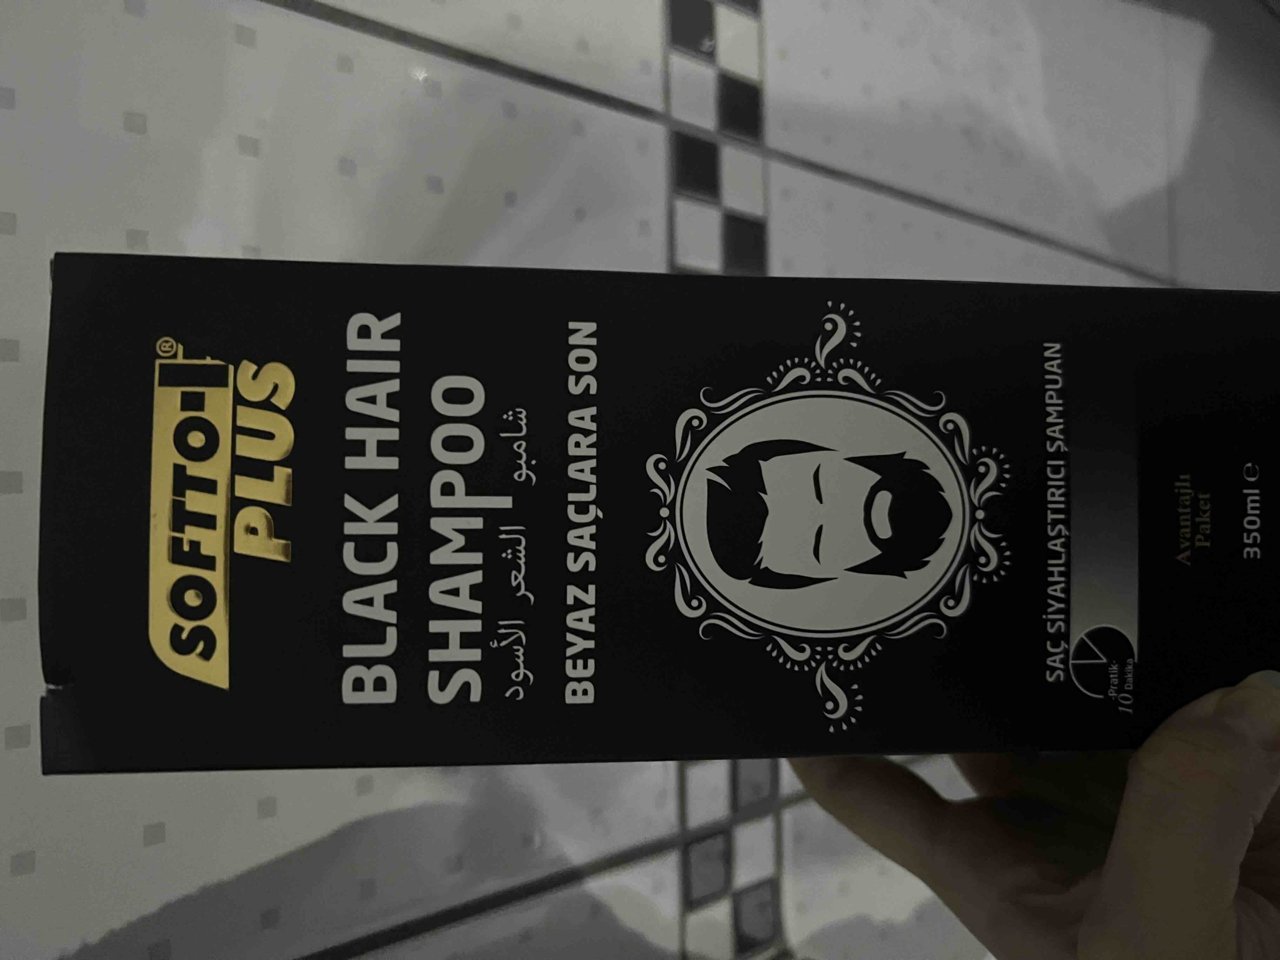 SOFTTO®
PLUS
BLACK HAIR
SHAMPOO
شامبو الشعر الأسود
BEYAZ SAÇLARA SON
SAÇ SİYAHLAŞTIRICI ŞAMPUAN
-Pratik-
10 Dakika
Avantajlı
Paket
350ml ℮